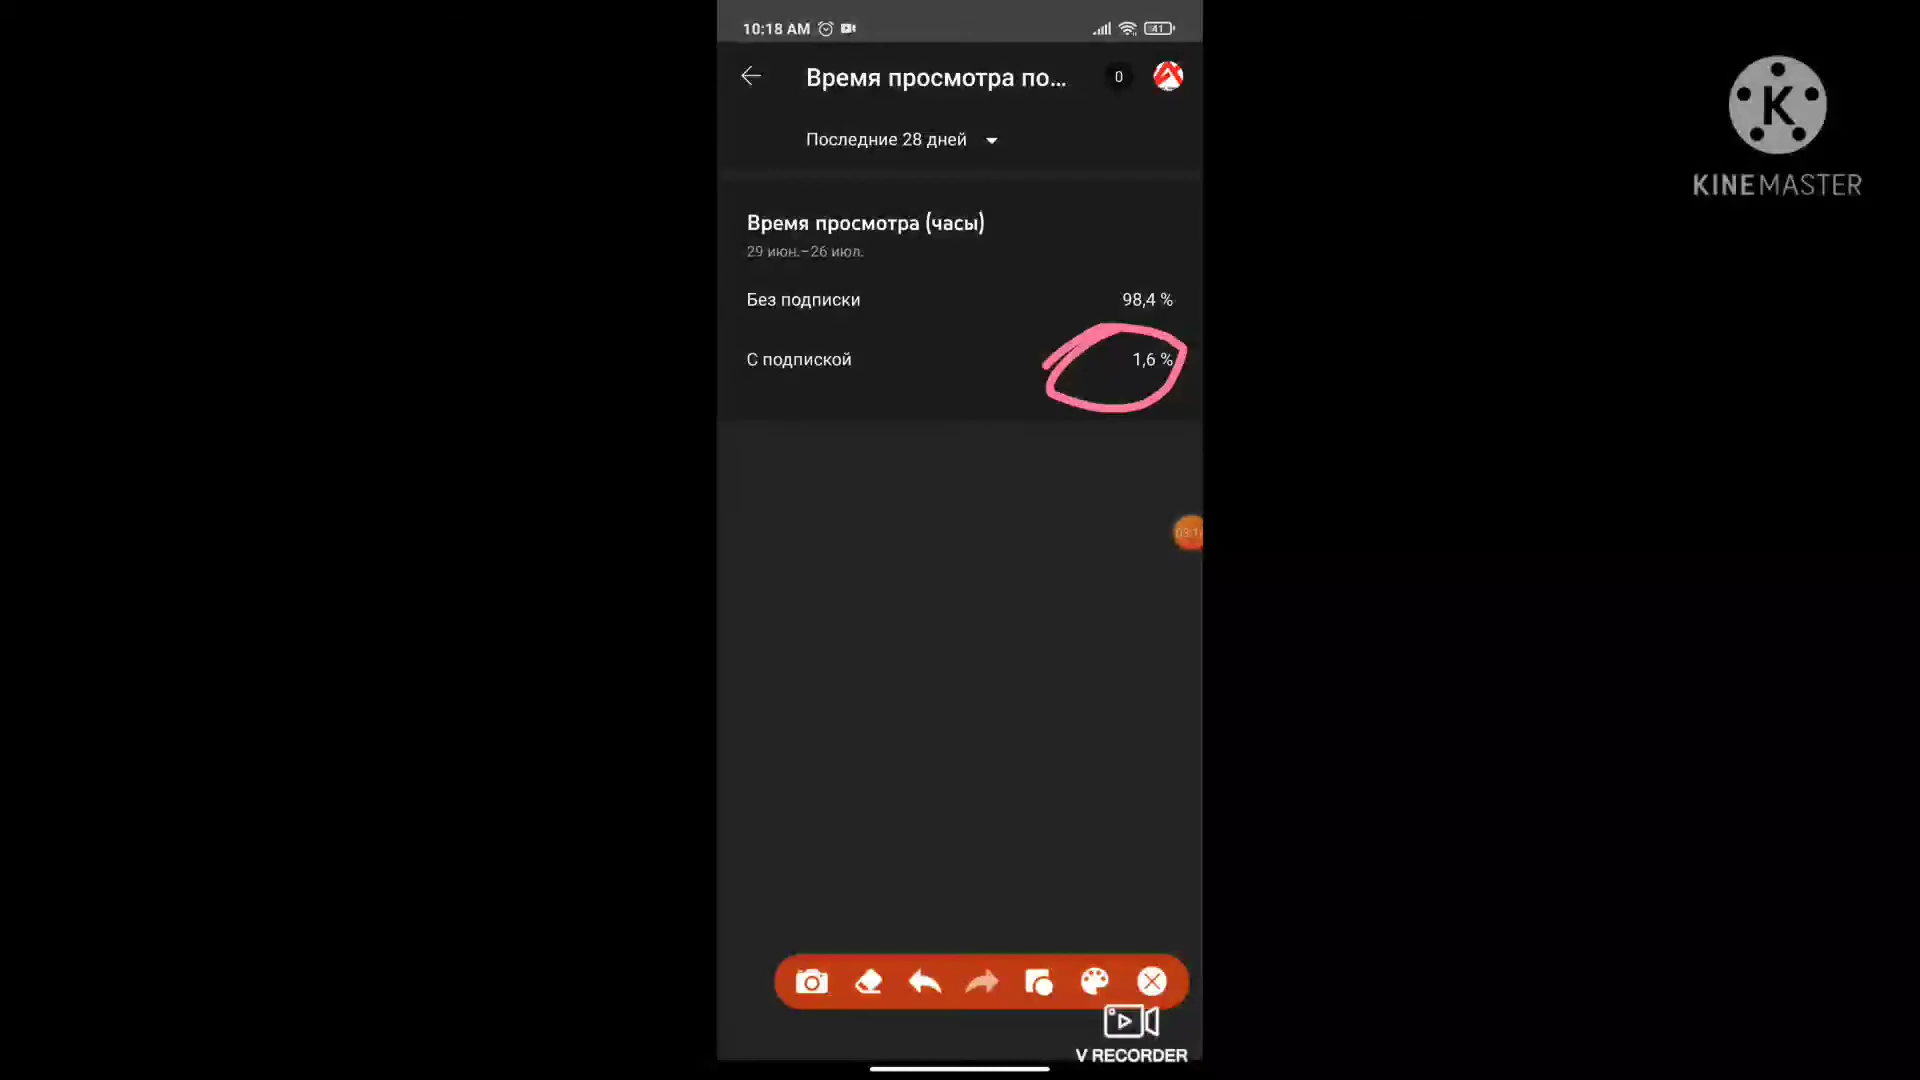 10:18 AM
41
Время просмотра по...
0
Последние 28 дней
KINEMASTER
Время просмотра (часы)
29 июн.–26 июл.
Без подписки
98,4 %
С подпиской
1,6 %
V RECORDER